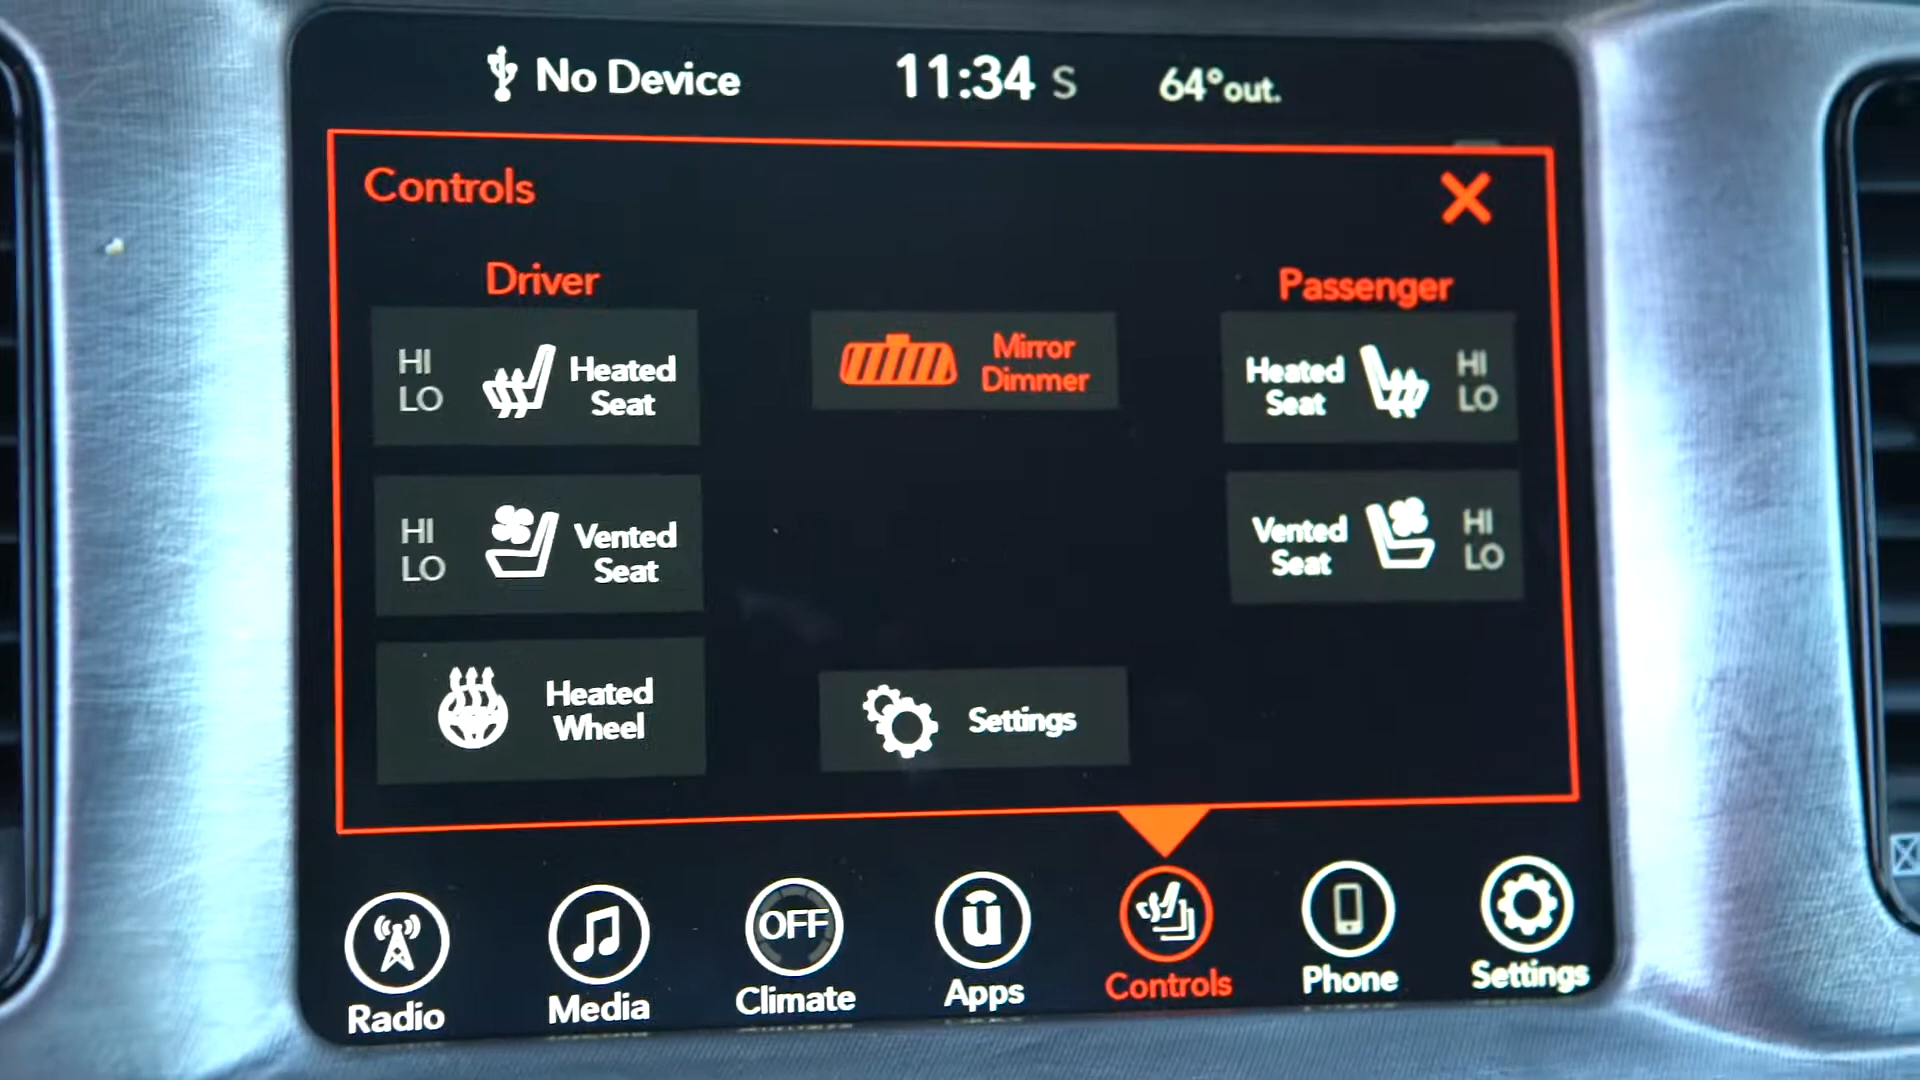 No Device
11:34 S
64°out.
Controls
Driver
Passenger
HI
LO
Heated
Seat
Mirror
Dimmer
Heated
Seat
HI
LO
HI
LO
Vented
Seat
Vented
Seat
HI
LO
Heated
Wheel
Settings
OFF
u
Radio
Media
Climate
Apps
Controls
Phone
Settings